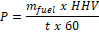 P = m_fuel x HHV / t x 60